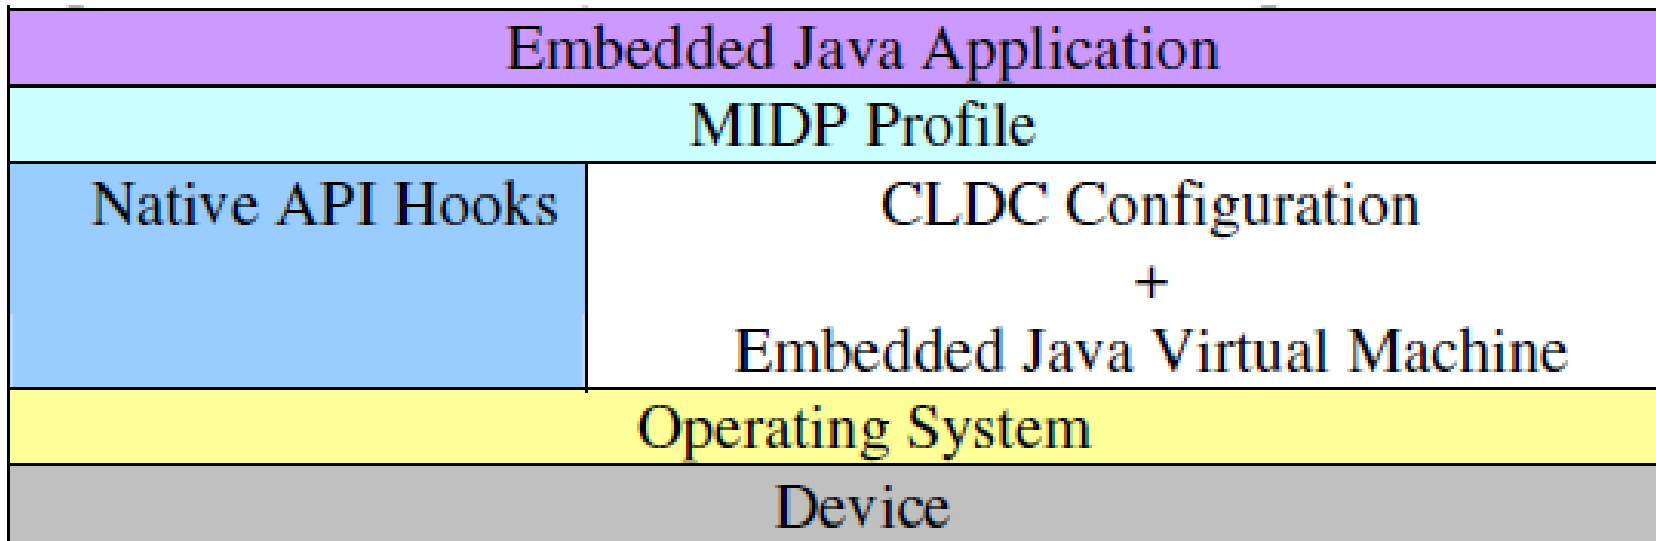 Embedded Java Application
MIDP Profile
Native API Hooks
CLDC Configuration
+
Embedded Java Virtual Machine
Operating System
Device